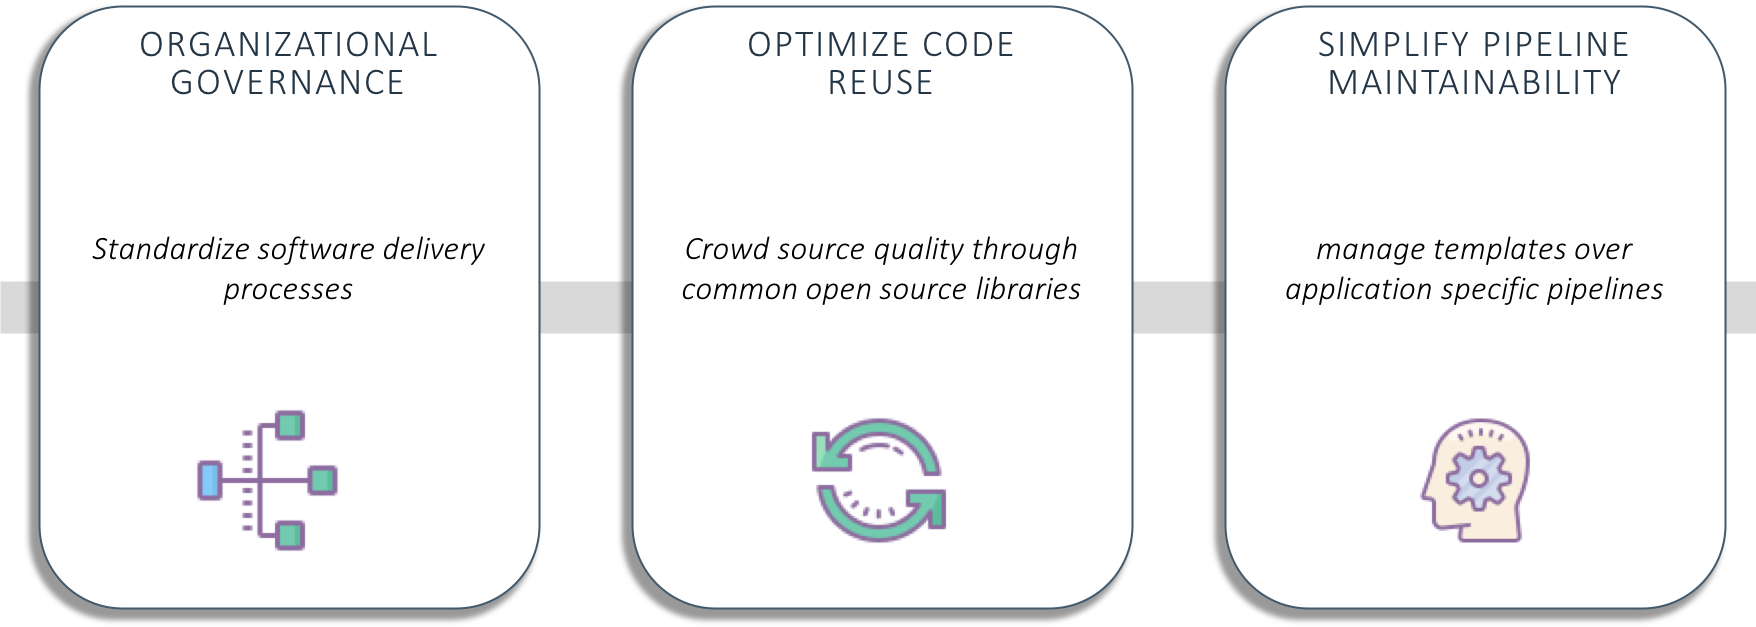 ORGANIZATIONAL
GOVERNANCE
Standardize software delivery
processes
OPTIMIZE CODE
REUSE
Crowd source quality through
common open source libraries
SIMPLIFY PIPELINE
MAINTAINABILITY
manage templates over
application specific pipelines